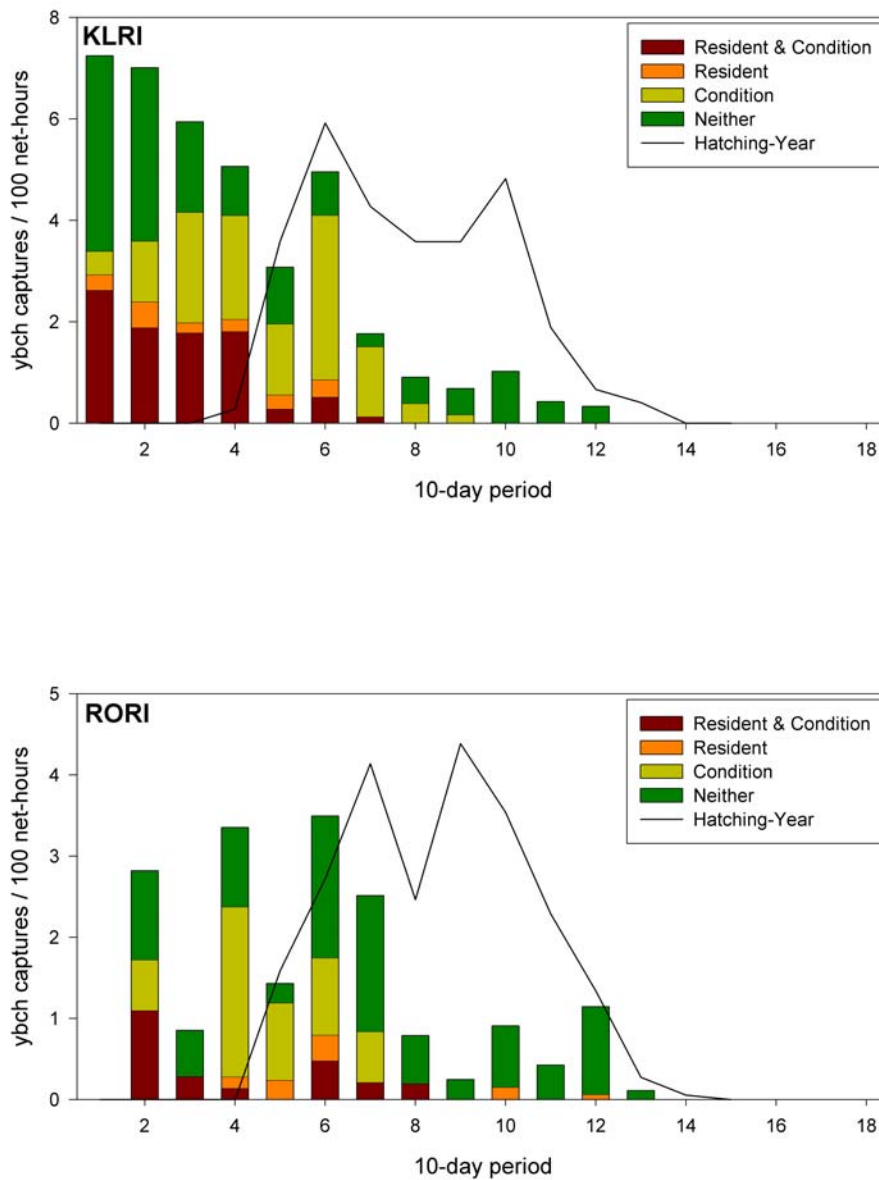 KLRI
8
6
4
2
0
ybch captures / 100 net-hours
Resident & Condition
Resident
Condition
Neither
Hatching-Year
2 4 6 8 10 12 14 16 18
10-day period
RORI
5
4
3
2
1
0
ybch captures / 100 net-hours
Resident & Condition
Resident
Condition
Neither
Hatching-Year
2 4 6 8 10 12 14 16 18
10-day period